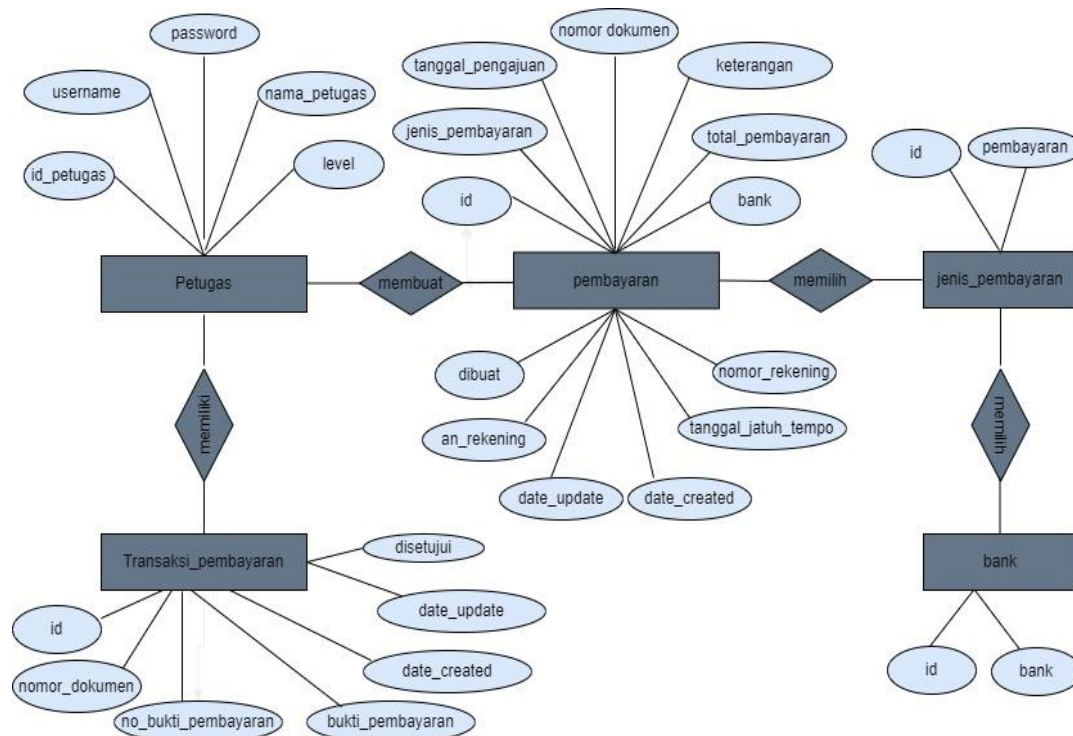 password
nomor dokumen
tanggal_pengajuan
keterangan
username
nama_petugas
jenis_pembayaran
total_pembayaran
id
pembayaran
id_petugas
level
id
bank
Petugas
membuat
pembayaran
memilih
jenis_pembayaran
dibuat
nomor_rekening
memiliki
an_rekening
tanggal_jatuh_tempo
memilih
date_update
date_created
disetujui
Transaksi_pembayaran
bank
date_update
id
date_created
id
bank
nomor_dokumen
no_bukti_pembayaran
bukti_pembayaran